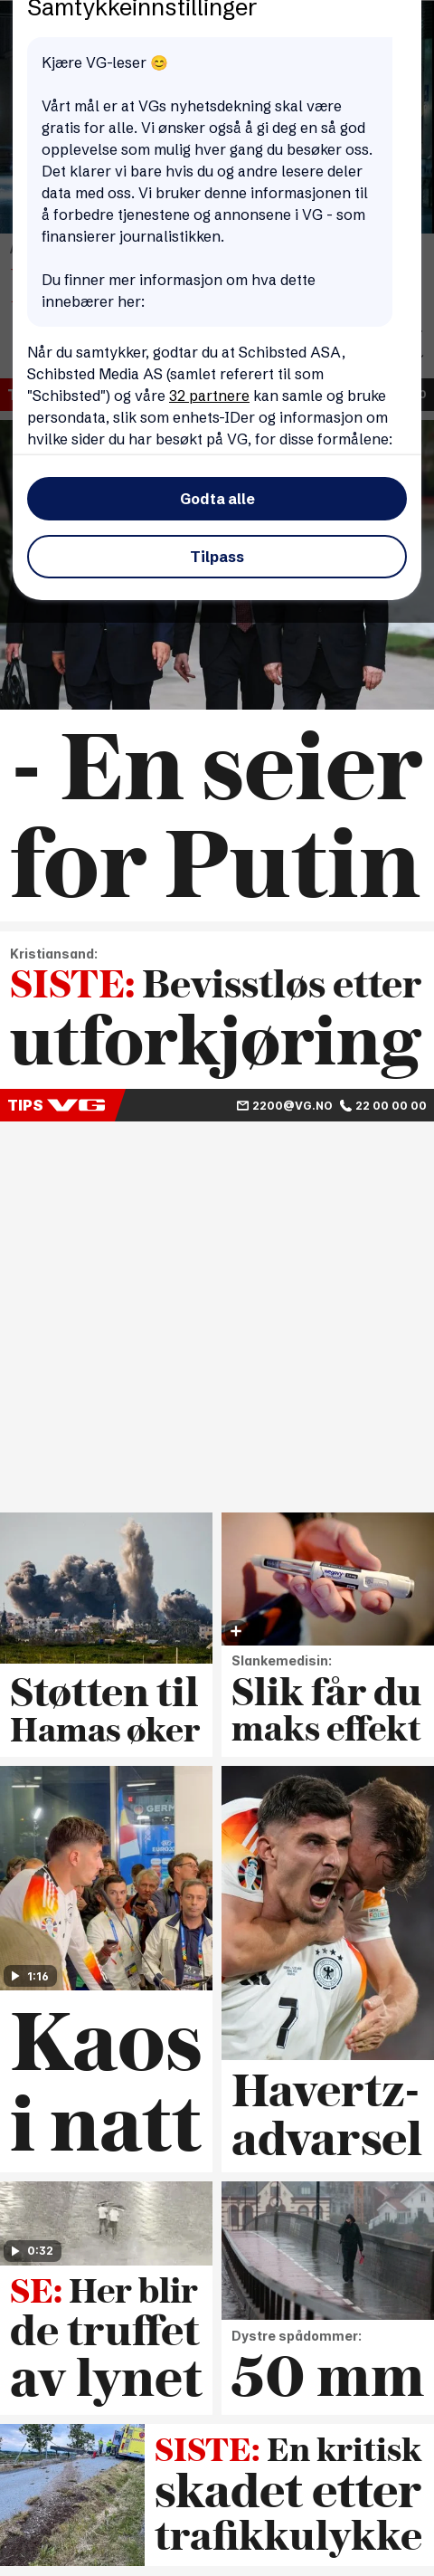 Samtykkeinnstillinger
Kjære VG-leser 😊
Vårt mål er at VGs nyhetsdekning skal være
gratis for alle. Vi ønsker også å gi deg en så god
opplevelse som mulig hver gang du besøker oss.
Det klarer vi bare hvis du og andre lesere deler
data med oss. Vi bruker denne informasjonen til
å forbedre tjenestene og annonsene i VG - som
finansierer journalistikken.
Du finner mer informasjon om hva dette
innebærer her:
Når du samtykker, godtar du at Schibsted ASA,
Schibsted Media AS (samlet referert til som
"Schibsted") og våre 32 partnere kan samle og bruke
persondata, slik som enhets-IDer og informasjon om
hvilke sider du har besøkt på VG, for disse formålene:
Godta alle
Tilpass
- En seier
for Putin
Kristiansand:
SISTE: Bevisstløs etter
utforkjøring
TIPS VG 2200@VG.NO 22 00 00 00
Støtten til
Hamas øker
Slankemedisin:
Slik får du
maks effekt
1:16
Kaos
i natt
7
Havertz-
advarsel
0:32
SE: Her blir
de truffet
av lynet
Dystre spådommer:
50 mm
SISTE: En kritisk
skadet etter
trafikkulykke